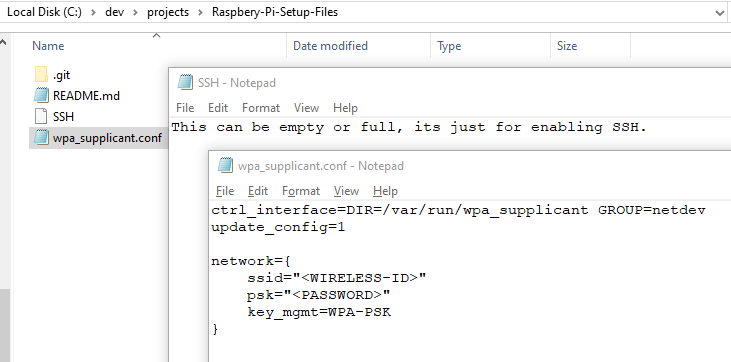 Local Disk (C:) › dev › projects › Raspbery-Pi-Setup-Files
Name Date modified Type Size
.git
README.md
SSH
wpa_supplicant.conf
SSH - Notepad
File Edit Format View Help
This can be empty or full, its just for enabling SSH.
wpa_supplicant.conf - Notepad
File Edit Format View Help
ctrl_interface=DIR=/var/run/wpa_supplicant GROUP=netdev
update_config=1
network={
ssid="<WIRELESS-ID>"
psk="<PASSWORD>"
key_mgmt=WPA-PSK
}